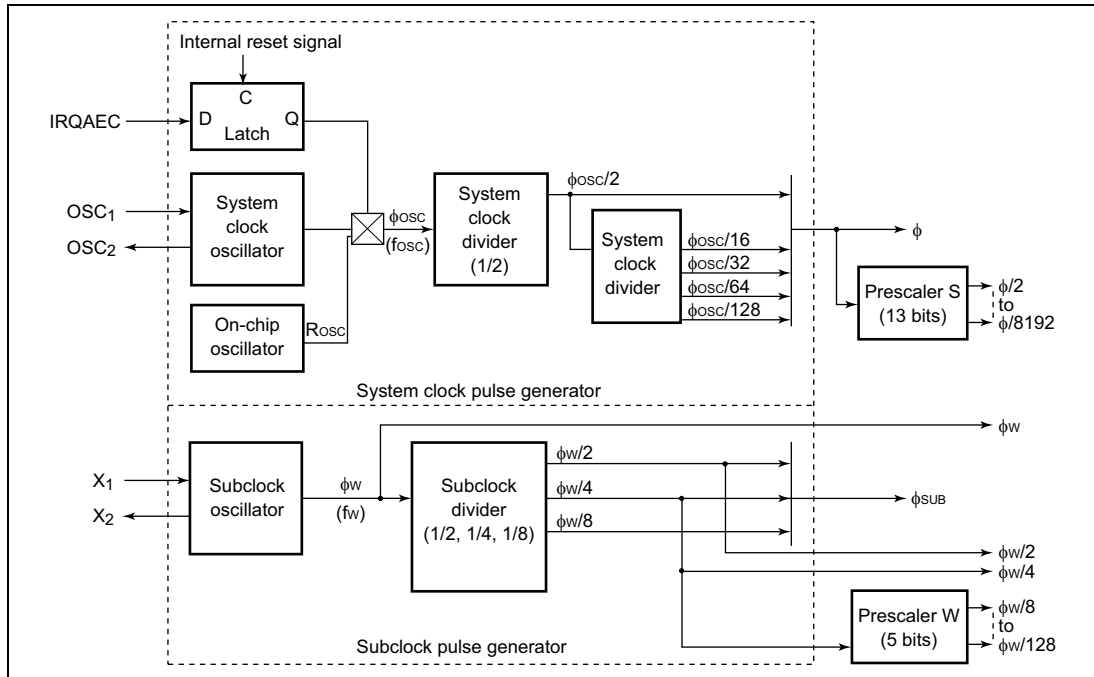 Internal reset signal
C
IRQAEC
D
Q
Latch
OSC1
OSC2
System
clock
oscillator
φOSC
(fOSC)
System
clock
divider
(1/2)
φOSC/2
System
clock
divider
φOSC/16
φOSC/32
φOSC/64
φOSC/128
φ
Prescaler S
(13 bits)
φ/2
to
φ/8192
On-chip
oscillator
ROSC
System clock pulse generator
φW
X1
X2
Subclock
oscillator
φW
(fW)
Subclock
divider
(1/2, 1/4, 1/8)
φW/2
φW/4
φW/8
φSUB
φW/2
φW/4
Prescaler W
(5 bits)
φW/8
to
φW/128
Subclock pulse generator